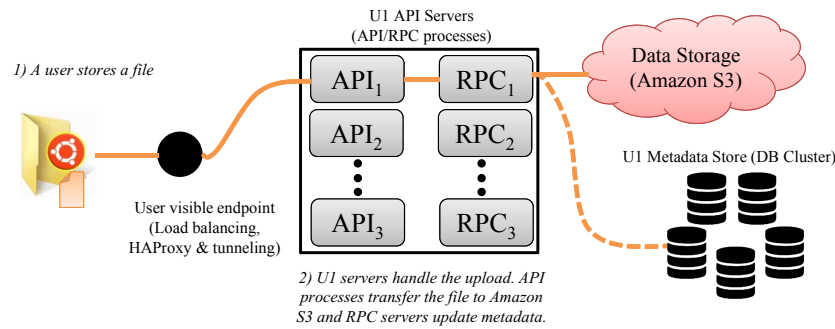 U1 API Servers
(API/RPC processes)
1) A user stores a file
API1
RPC1
API2
RPC2
API3
RPC3
Data Storage
(Amazon S3)
U1 Metadata Store (DB Cluster)
User visible endpoint
(Load balancing,
HAProxy & tunneling)
2) U1 servers handle the upload. API
processes transfer the file to Amazon
S3 and RPC servers update metadata.